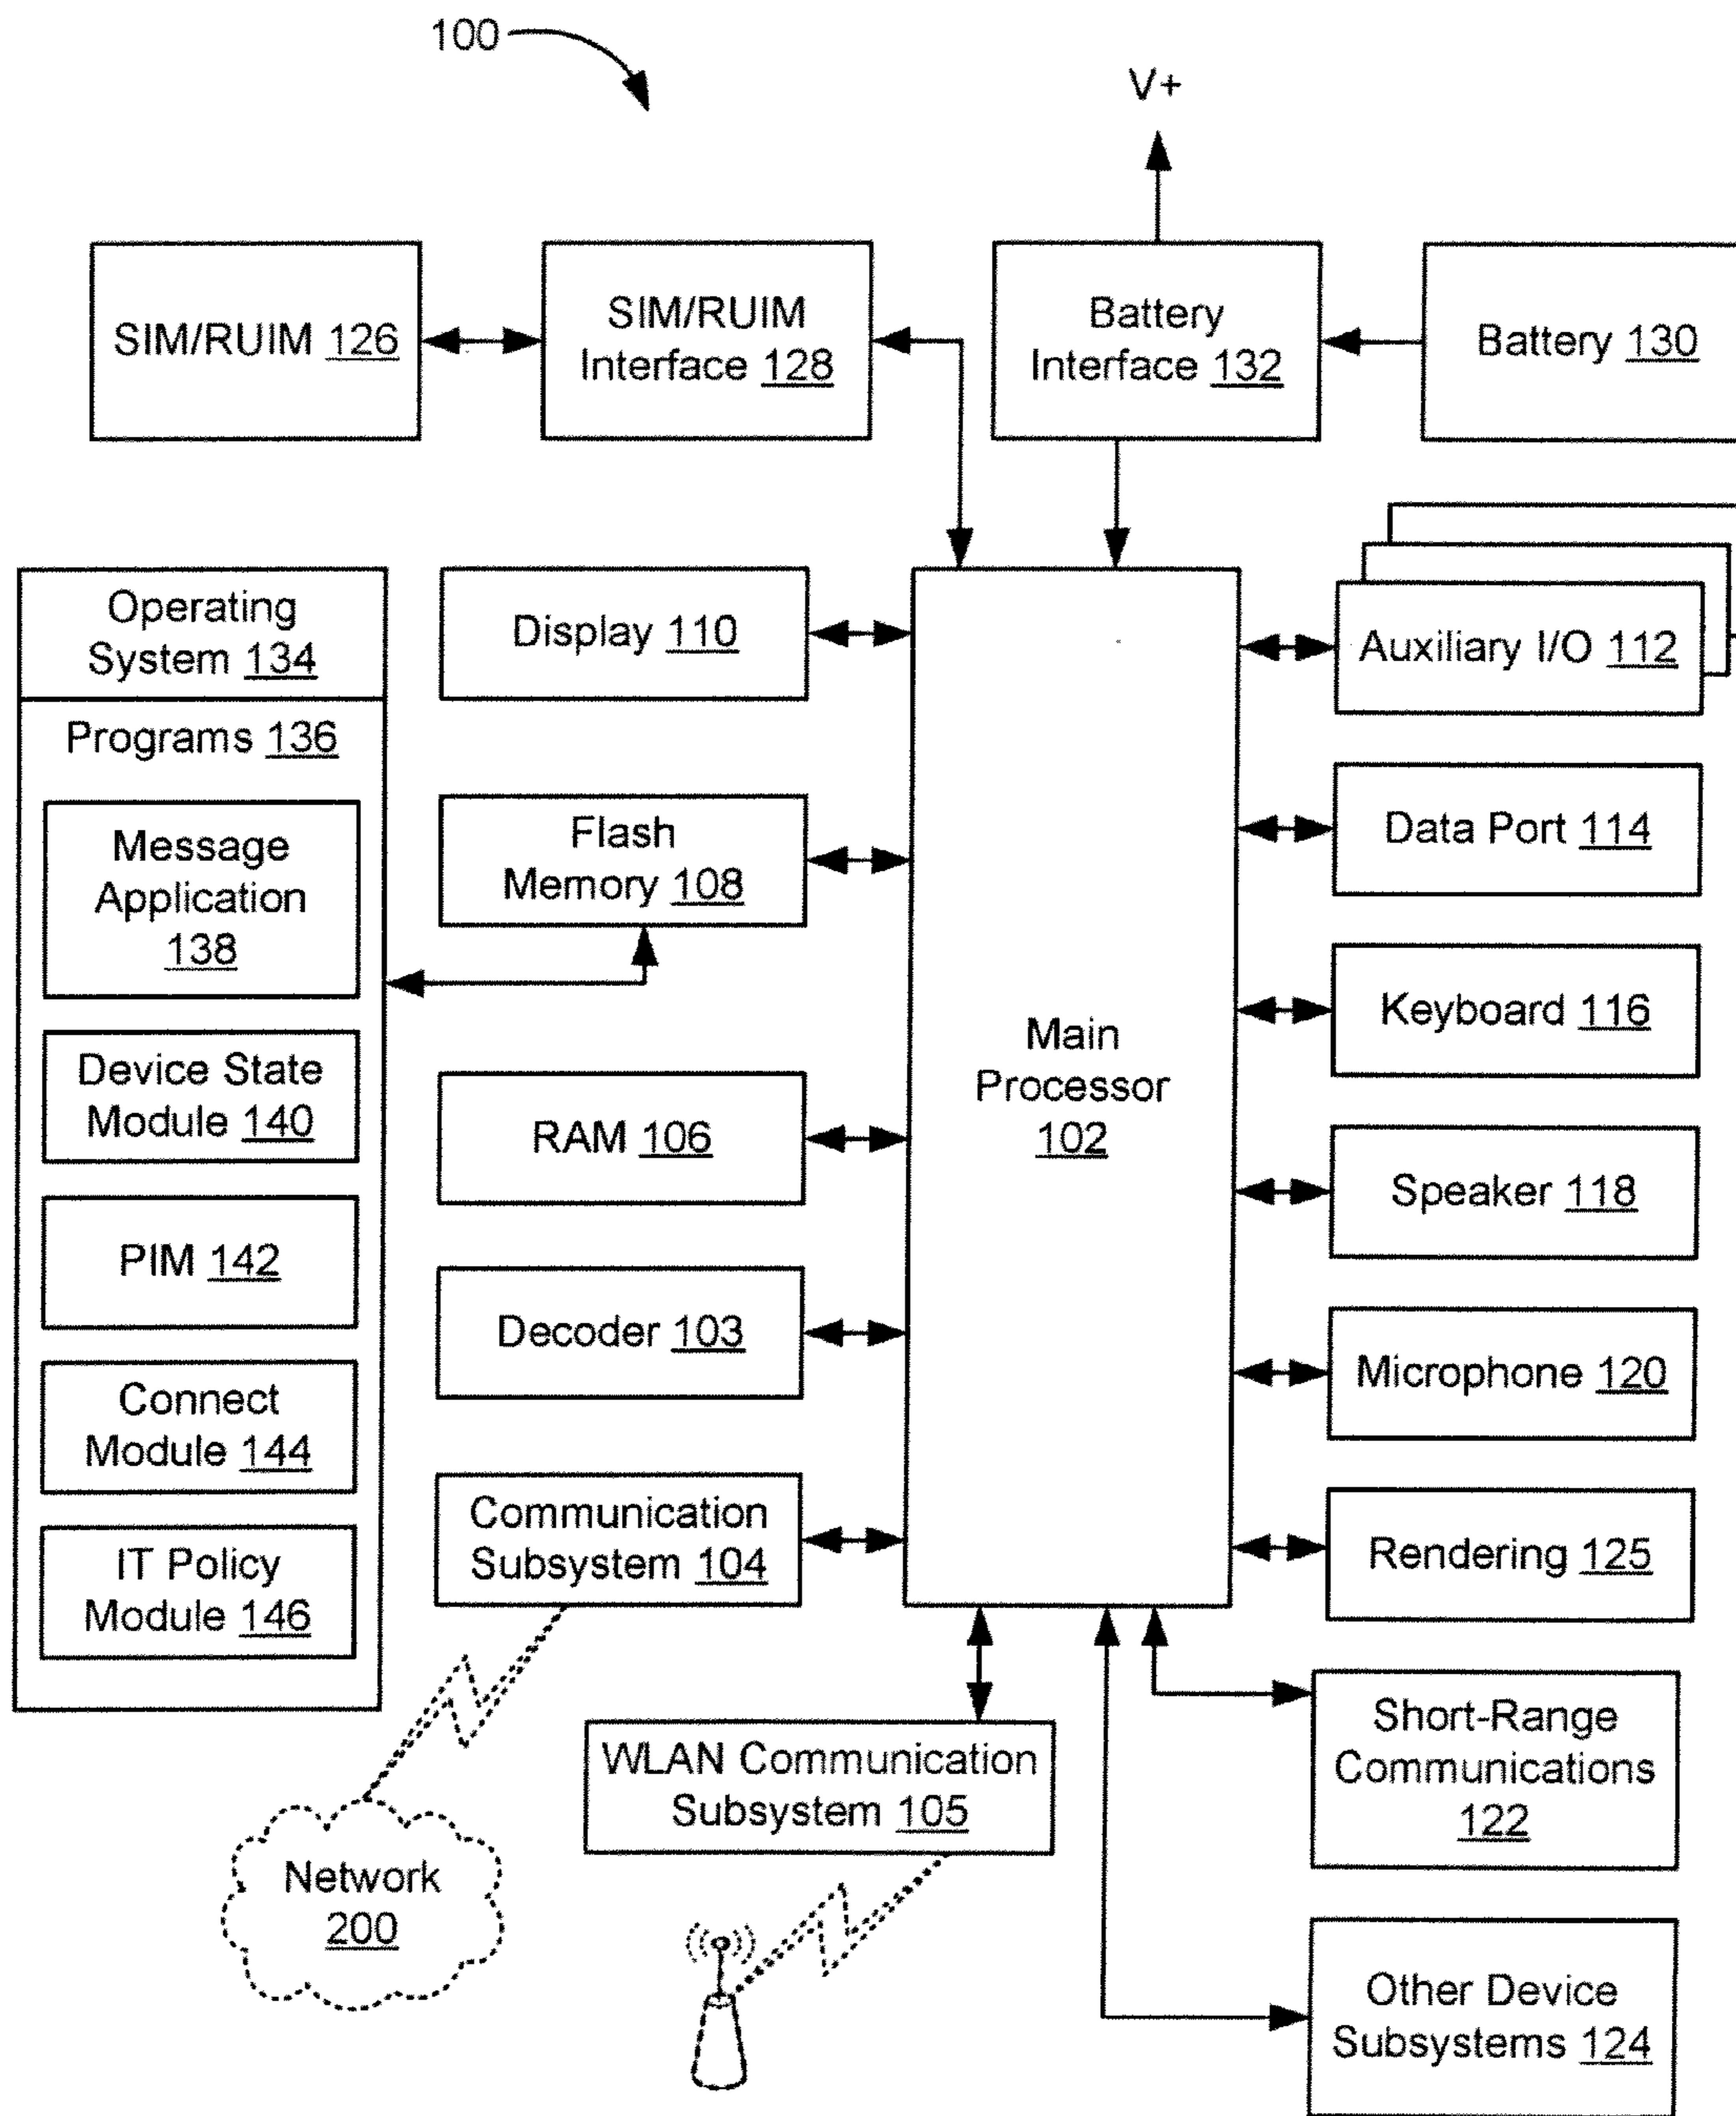 100
V+
SIM/RUIM 126
SIM/RUIM
Interface 128
Battery
Interface 132
Battery 130
Operating
System 134
Programs 136
Message
Application
138
Device State
Module 140
PIM 142
Connect
Module 144
IT Policy
Module 146
Display 110
Flash
Memory 108
RAM 106
Decoder 103
Communication
Subsystem 104
Main
Processor
102
Auxiliary I/O 112
Data Port 114
Keyboard 116
Speaker 118
Microphone 120
Rendering 125
Short-Range
Communications
122
Other Device
Subsystems 124
WLAN Communication
Subsystem 105
Network
200